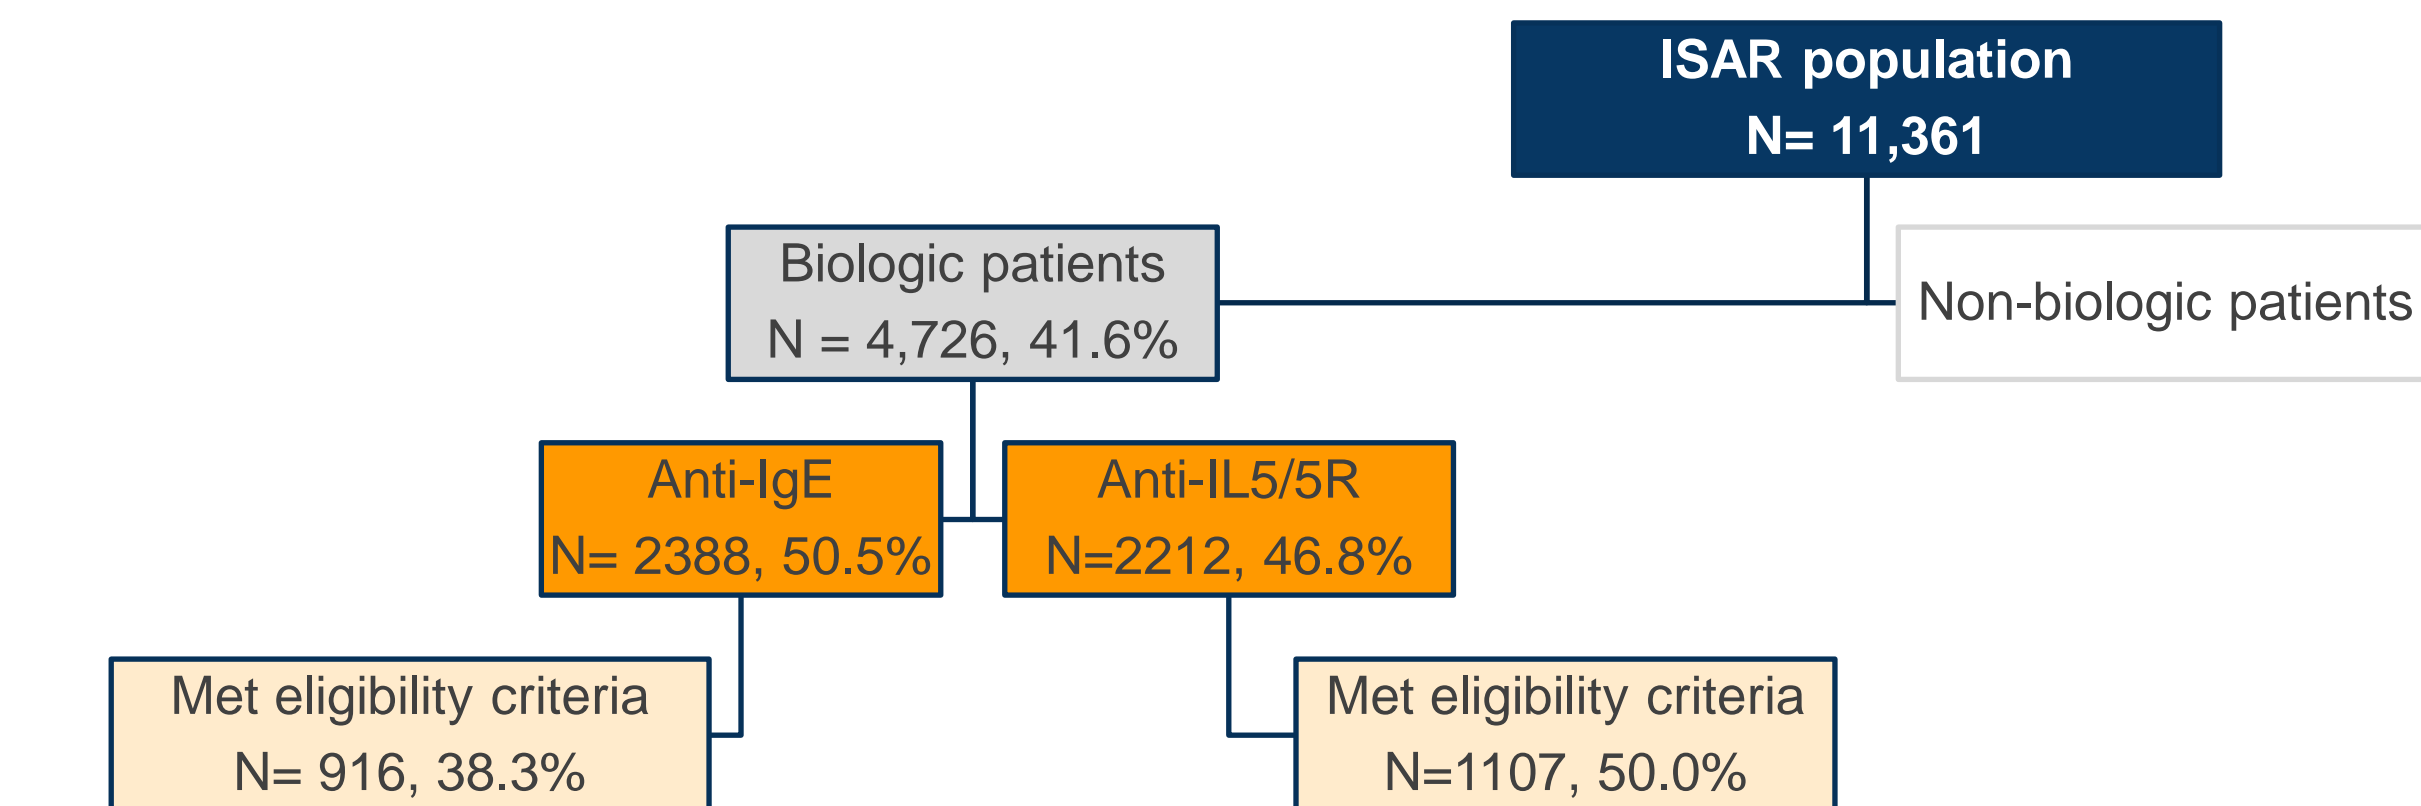 ISAR population
N= 11,361
Biologic patients
N = 4,726, 41.6%
Non-biologic patients
Anti-IgE
N= 2388, 50.5%
Anti-IL5/5R
N=2212, 46.8%
Met eligibility criteria
N= 916, 38.3%
Met eligibility criteria
N=1107, 50.0%